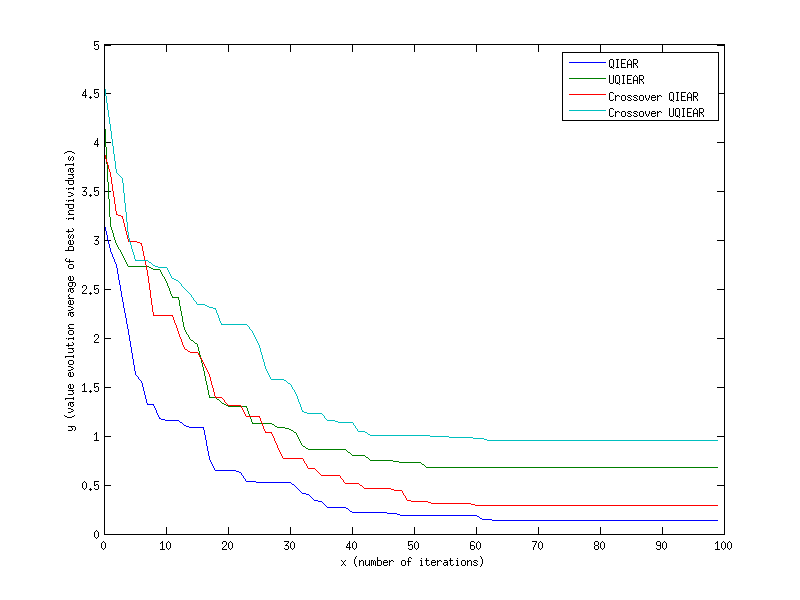 5
4.5
4
3.5
3
2.5
2
1.5
1
0.5
0
y (value evolution average of best individuals)
QIEAR
UQIEAR
Crossover QIEAR
Crossover UQIEAR
0 10 20 30 40 50 60 70 80 90 100
x (number of iterations)